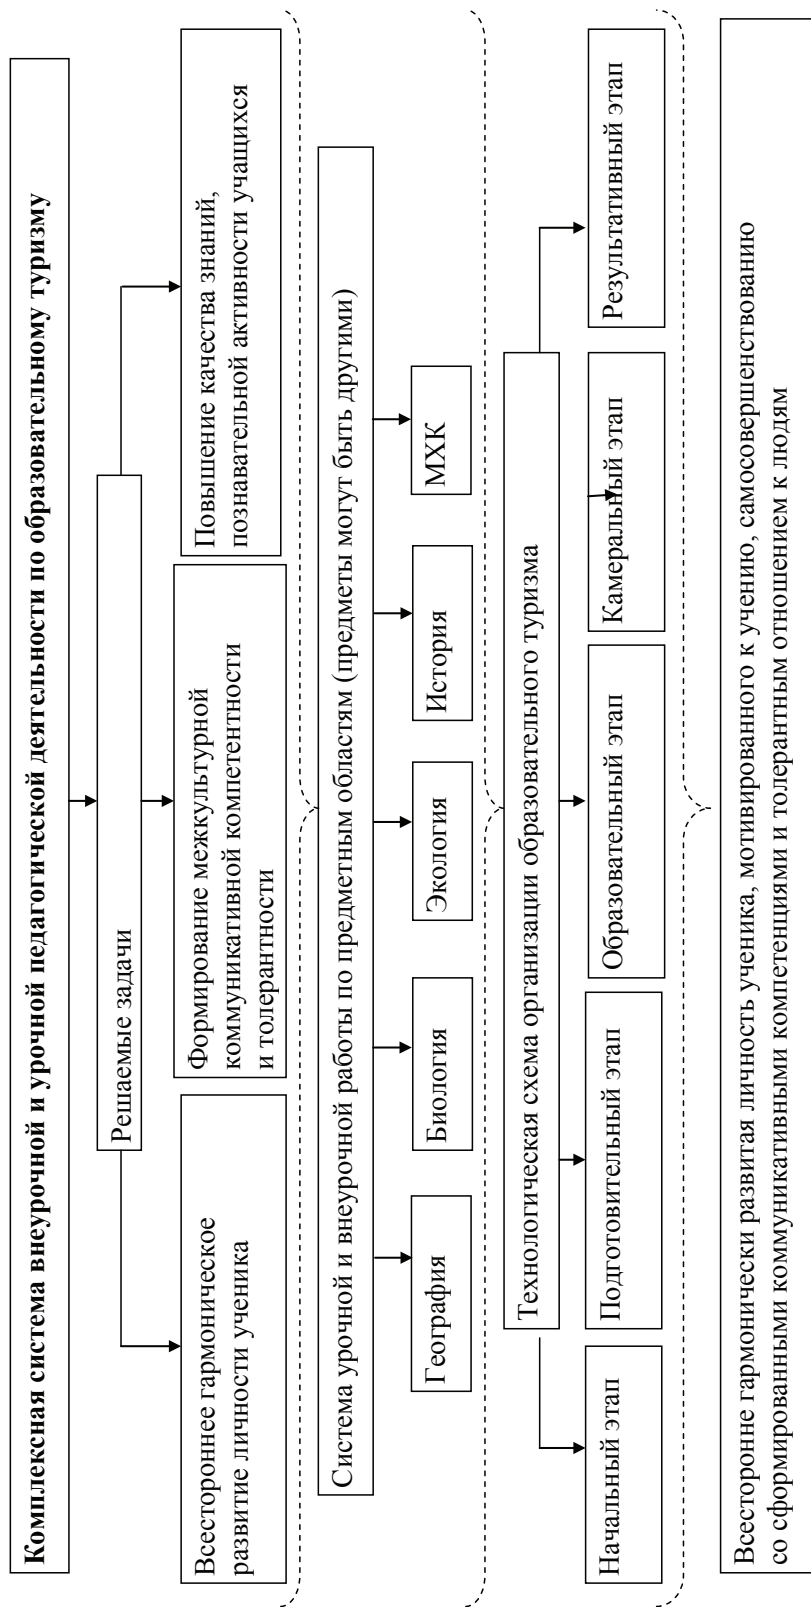 Комплексная система внеурочной и урочной педагогической деятельности по образовательному туризму
Решаемые задачи
Всестороннее гармоническое
развитие личности ученика
Формирование межкультурной
коммуникативной компетентности
и толерантности
Повышение качества знаний,
познавательной активности учащихся
Система урочной и внеурочной работы по предметным областям (предметы могут быть другими)
География
Биология
Экология
История
МХК
Технологическая схема организации образовательного туризма
Начальный этап
Подготовительный этап
Образовательный этап
Камеральный этап
Результативный этап
Всесторонне гармонически развитая личность ученика, мотивированного к учению, самосовершенствованию
со сформированными коммуникативными компетенциями и толерантным отношением к людям